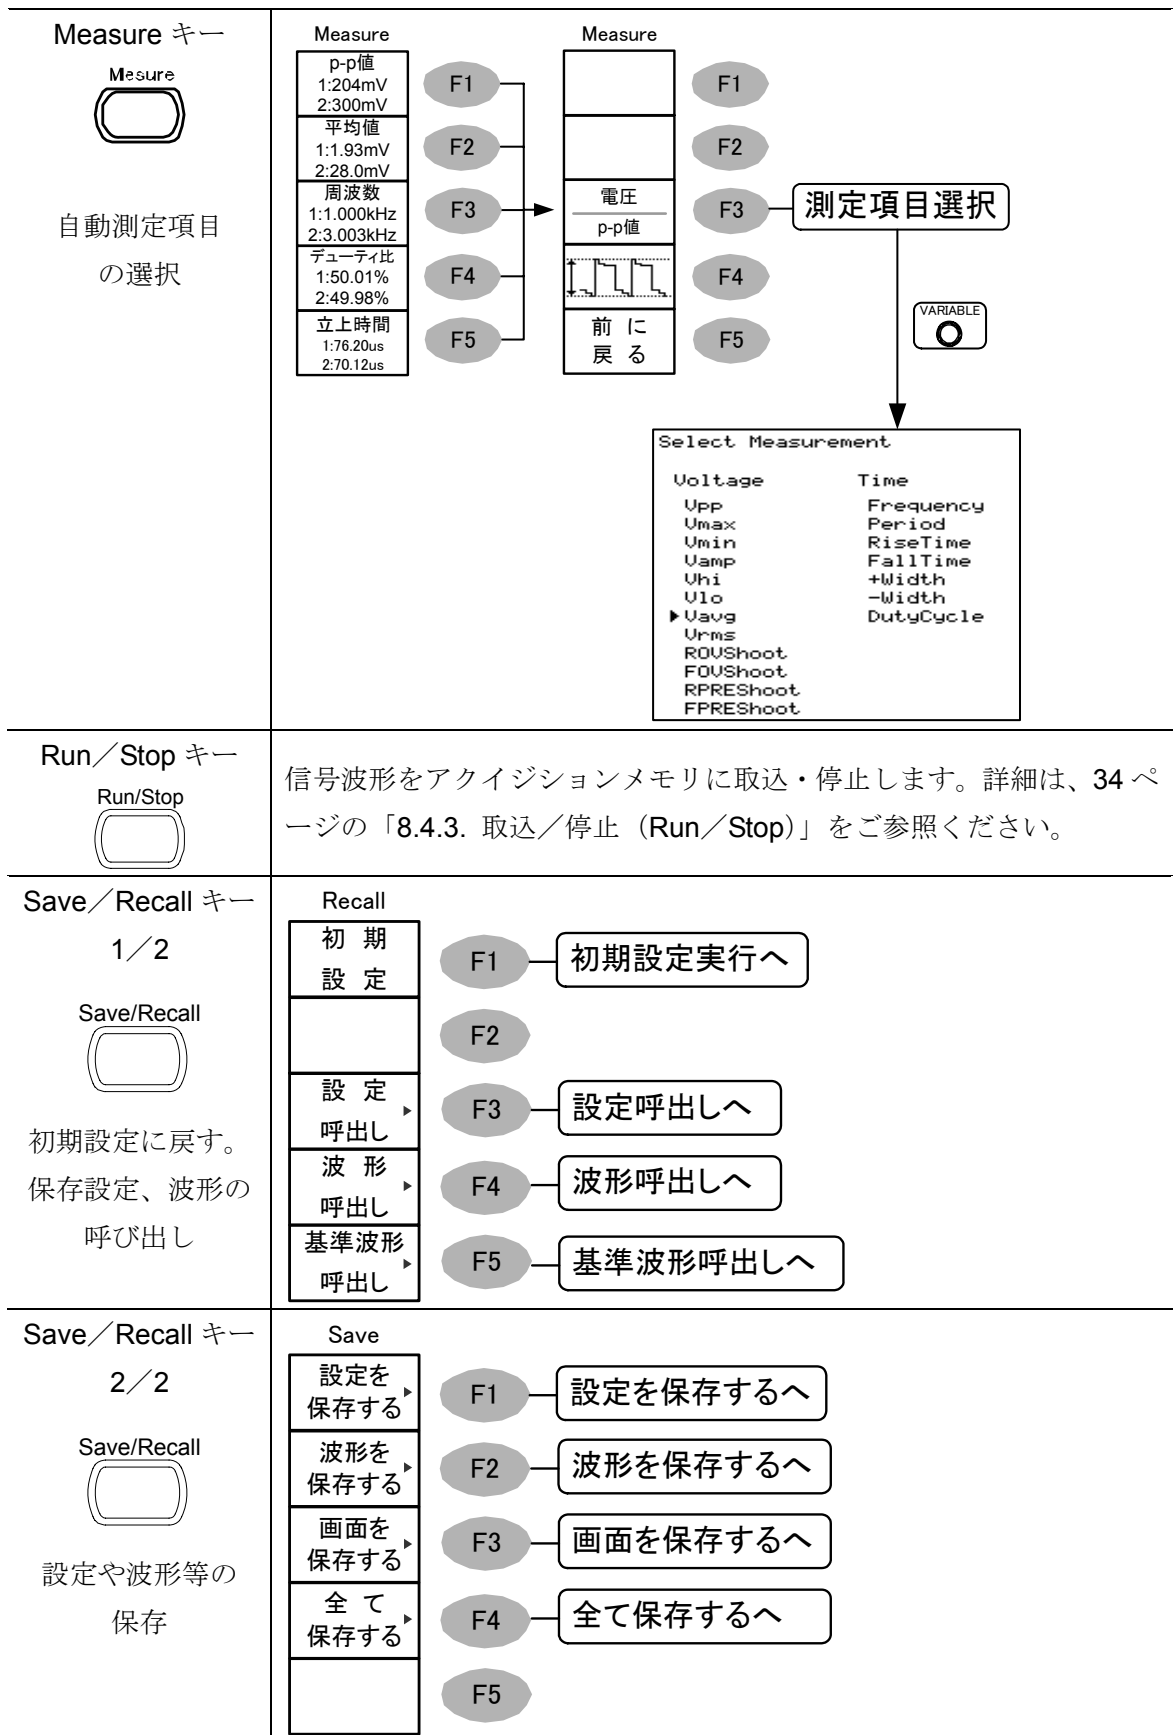 Measure キー
Mesure
自動測定項目
の選択
Measure
p-p値
1:204mV
2:300mV
平均値
1:1.93mV
2:28.0mV
周波数
1:1.000kHz
2:3.003kHz
デューティ比
1:50.01%
2:49.98%
立上時間
1:76.20us
2:70.12us
F1
F2
F3
F4
F5
Measure
電圧
p-p値
前 に
戻 る
F1
F2
F3
F4
F5
測定項目選択
VARIABLE
Select Measurement
Voltage Time
Vpp Frequency
Vmax Period
Vmin RiseTime
Vamp FallTime
Vhi +Width
Vlo -Width
▶Vavg DutyCycle
Vrms
ROVShoot
FOVShoot
RPREShoot
FPREShoot
Run／Stop キー
Run/Stop
信号波形をアクイジションメモリに取込・停止します。詳細は、34 ペ
ージの「8.4.3. 取込／停止（Run／Stop）」をご参照ください。
Save／Recall キー
1／2
Save/Recall
初期設定に戻す。
保存設定、波形の
呼び出し
Recall
初 期
設 定
F1
初期設定実行へ
F2
設 定
呼出し
F3
設定呼出しへ
波 形
呼出し
F4
波形呼出しへ
基準波形
呼出し
F5
基準波形呼出しへ
Save／Recall キー
2／2
Save/Recall
設定や波形等の
保存
Save
設定を
保存する
F1
設定を保存するへ
波形を
保存する
F2
波形を保存するへ
画面を
保存する
F3
画面を保存するへ
全 て
保存する
F4
全て保存するへ
F5